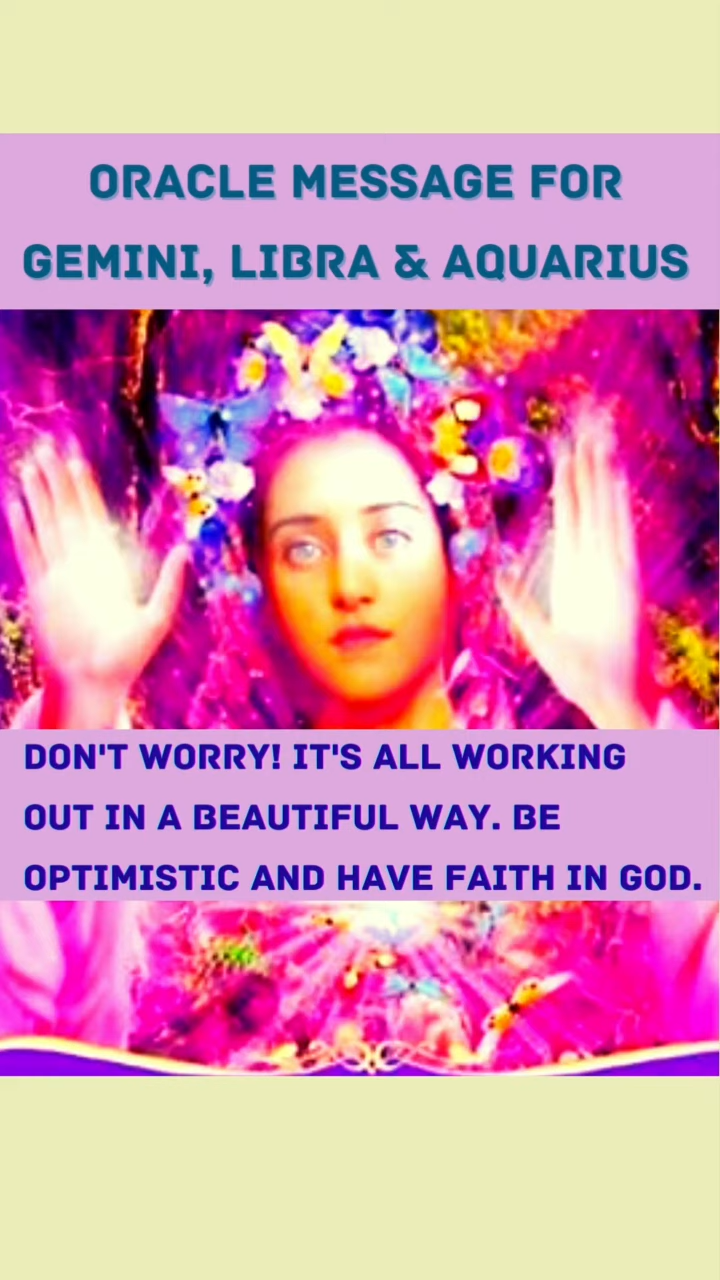 ORACLE MESSAGE FOR
GEMINI, LIBRA & AQUARIUS
DON'T WORRY! IT'S ALL WORKING
OUT IN A BEAUTIFUL WAY. BE
OPTIMISTIC AND HAVE FAITH IN GOD.